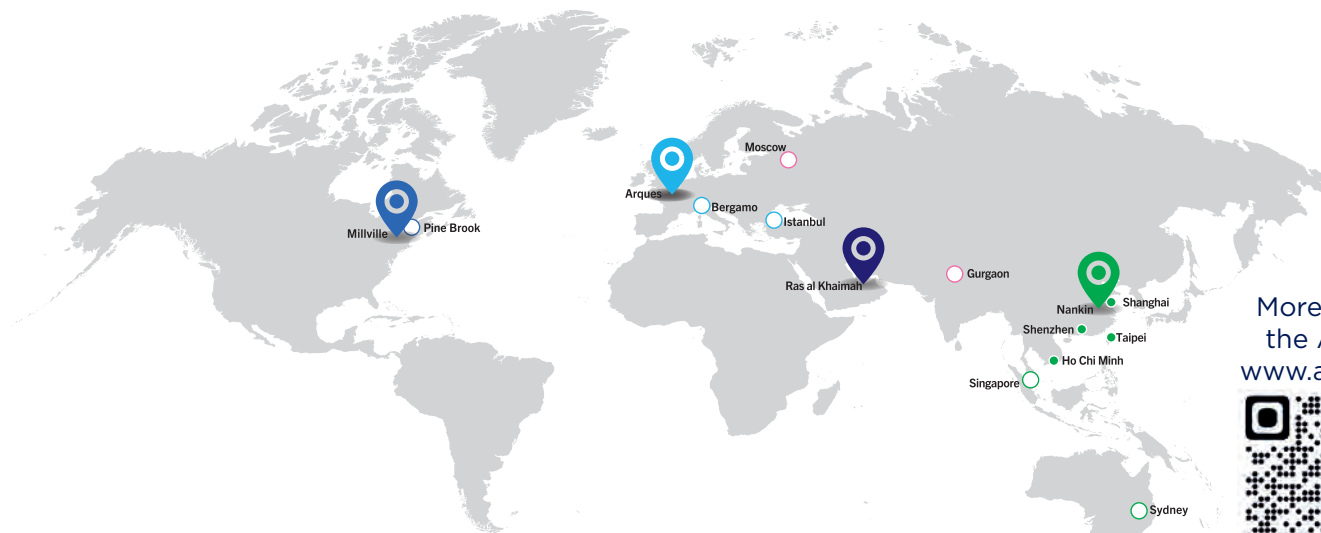 Moscow
Arques
Bergamo
Istanbul
Millville
Pine Brook
Ras al Khaimah
Gurgaon
Nankin
Shanghai
Shenzhen
Taipei
Ho Chi Minh
Singapore
Sydney
More
the A
www.a